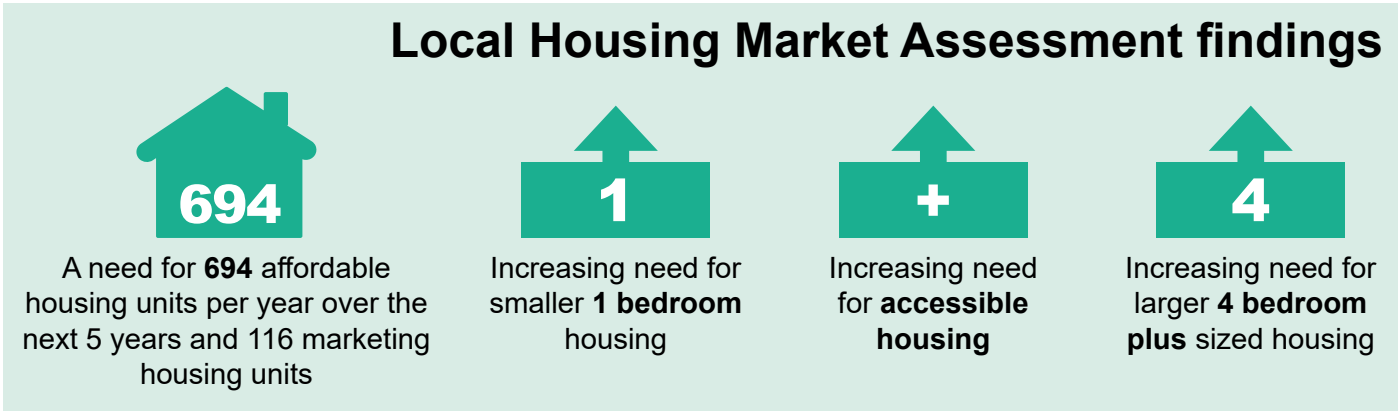 Local Housing Market Assessment findings
694
A need for 694 affordable
housing units per year over the
next 5 years and 116 marketing
housing units
1
Increasing need for
smaller 1 bedroom
housing
+
Increasing need
for accessible
housing
4
Increasing need for
larger 4 bedroom
plus sized housing